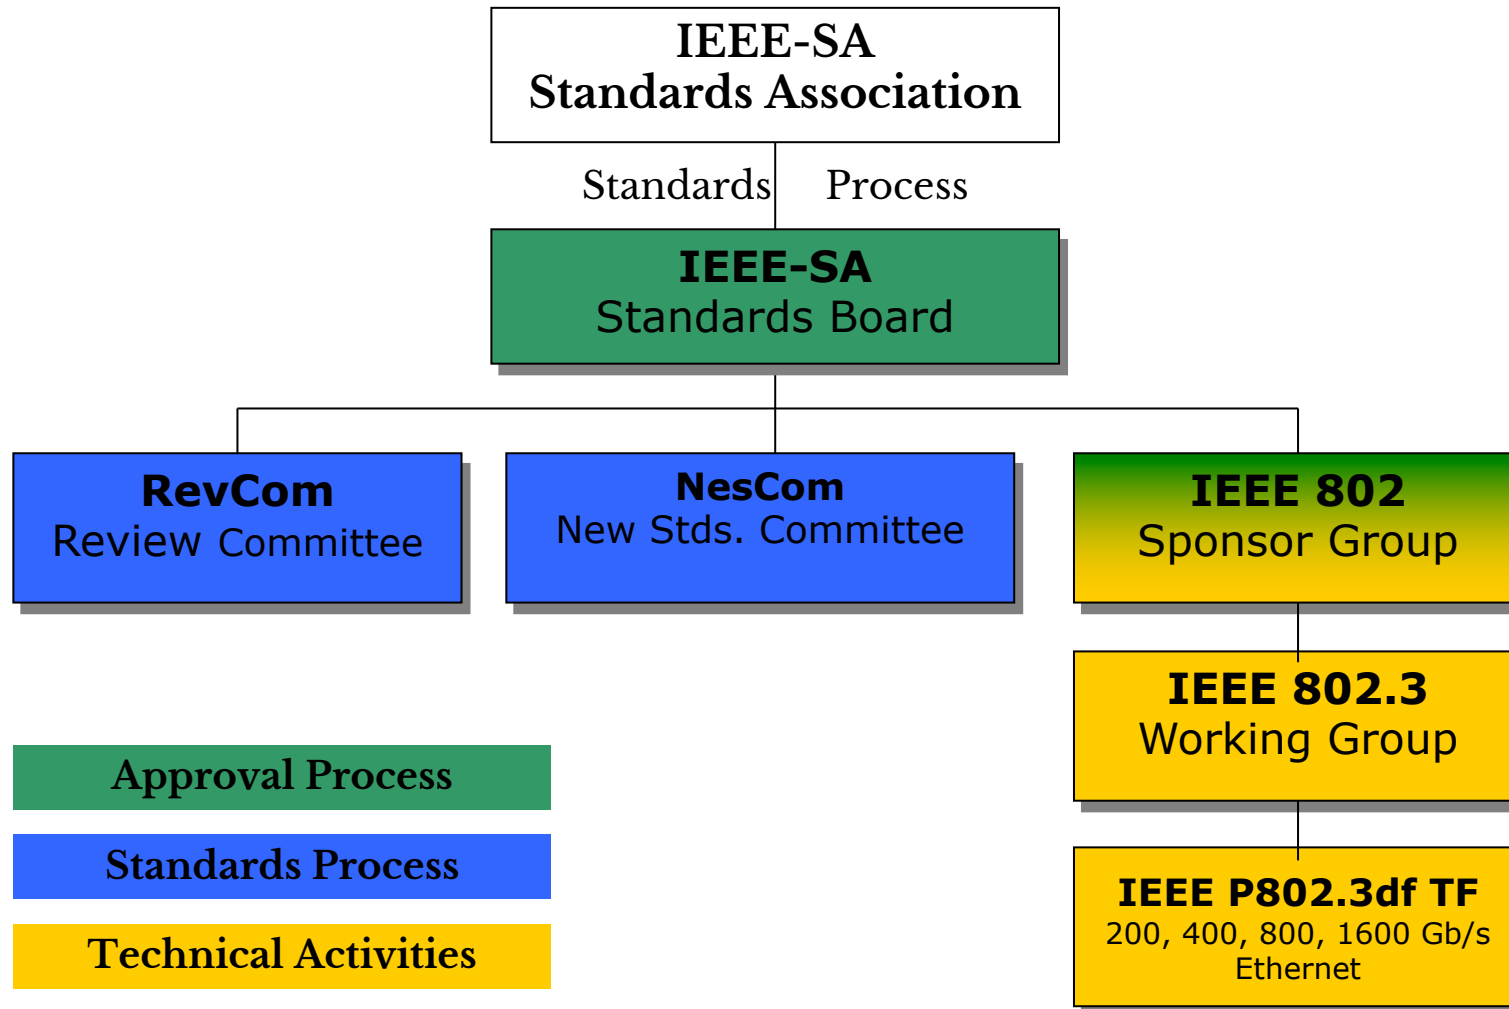 IEEE-SA
Standards Association
Standards Process
IEEE-SA
Standards Board
RevCom
Review Committee
NesCom
New Stds. Committee
IEEE 802
Sponsor Group
IEEE 802.3
Working Group
Approval Process
Standards Process
Technical Activities
IEEE P802.3df TF
200, 400, 800, 1600 Gb/s
Ethernet